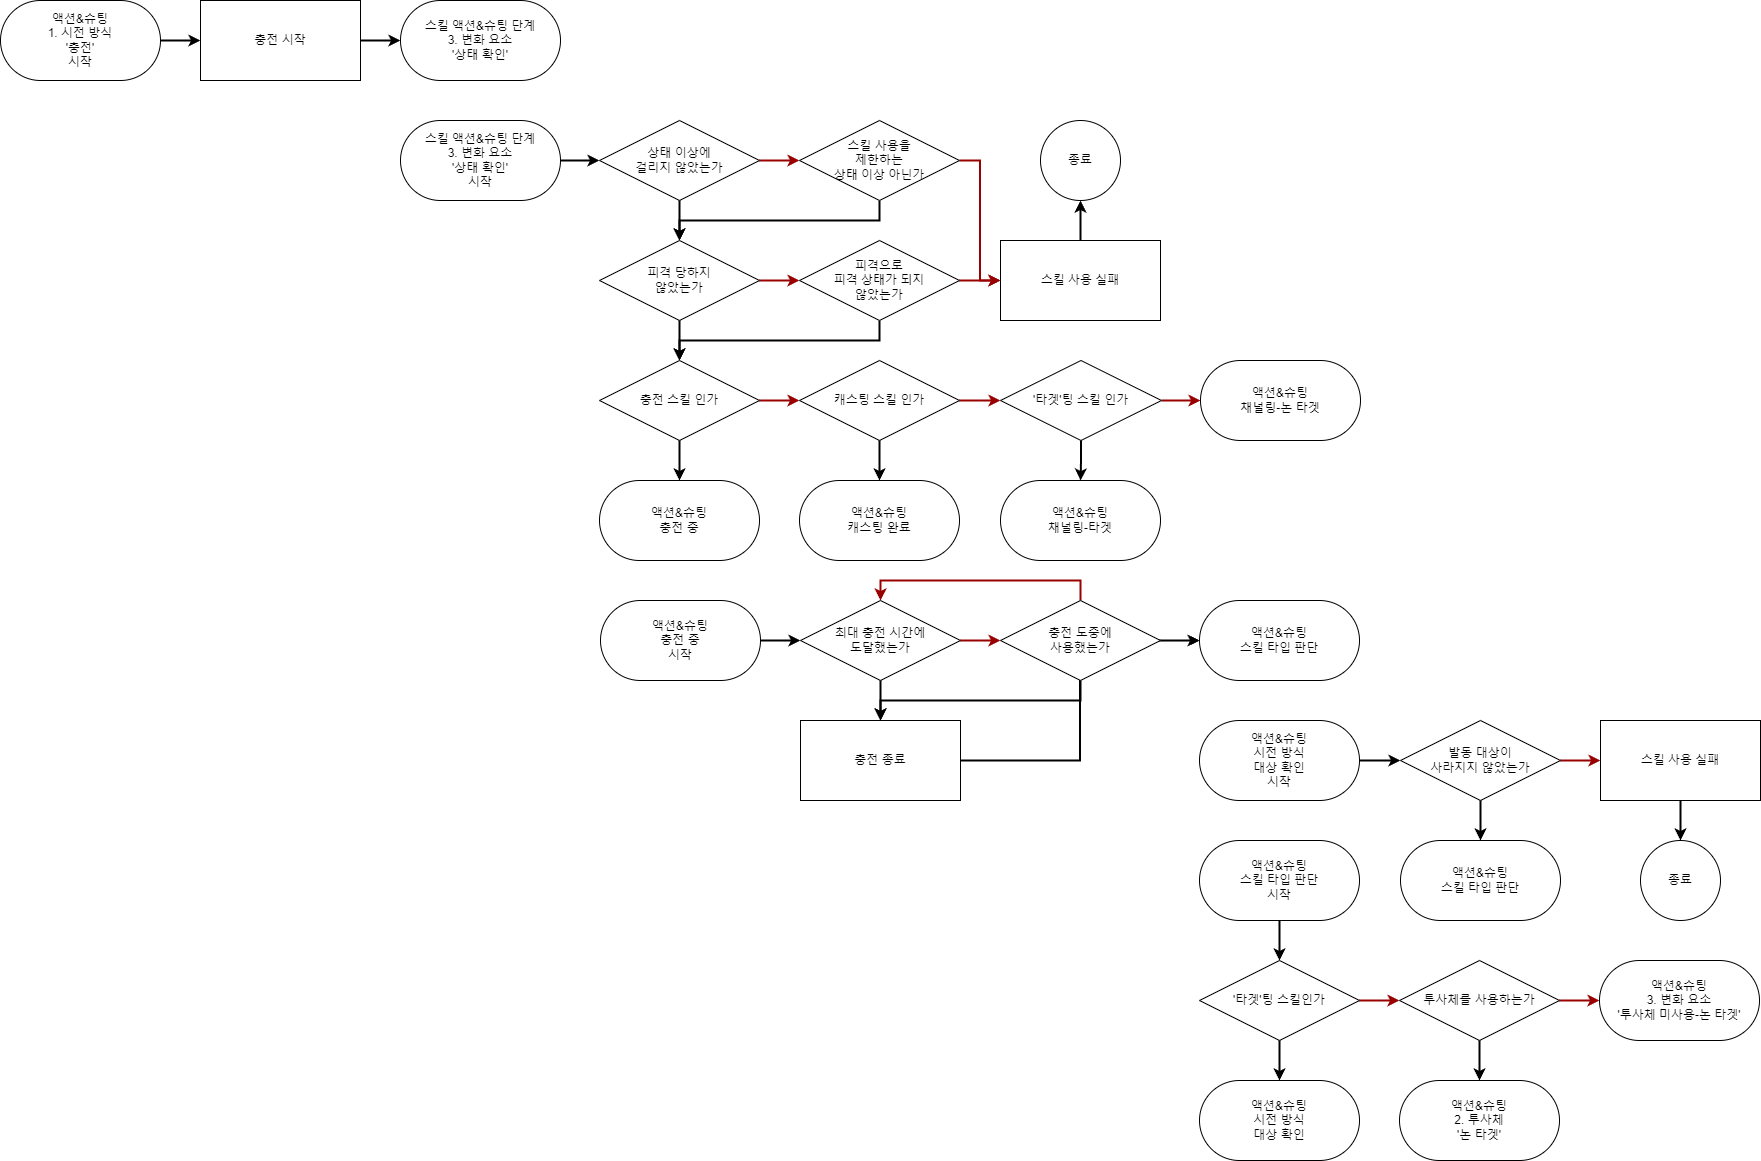 액션&슈팅
1. 시전 방식
'충전'
시작
충전 시작
스킬 액션&슈팅 단계
3. 변화 요소
'상태 확인'
스킬 액션&슈팅 단계
3. 변화 요소
'상태 확인'
시작
상태 이상에
걸리지 않았는가
스킬 사용을
제한하는
상태 이상 아닌가
종료
피격 당하지
않았는가
피격으로
피격 상태가 되지
않았는가
스킬 사용 실패
충전 스킬 인가
캐스팅 스킬 인가
'타겟'팅 스킬 인가
액션&슈팅
채널링-논 타겟
액션&슈팅
충전 중
액션&슈팅
캐스팅 완료
액션&슈팅
채널링-타겟
액션&슈팅
충전 중
시작
최대 충전 시간에
도달했는가
충전 도중에
사용했는가
액션&슈팅
스킬 타입 판단
충전 종료
액션&슈팅
시전 방식
대상 확인
시작
발동 대상이
사라지지 않았는가
스킬 사용 실패
액션&슈팅
스킬 타입 판단
시작
액션&슈팅
스킬 타입 판단
종료
'타겟'팅 스킬인가
투사체를 사용하는가
액션&슈팅
3. 변화 요소
'투사체 미사용-논 타겟'
액션&슈팅
시전 방식
대상 확인
액션&슈팅
2. 투사체
'논 타겟'